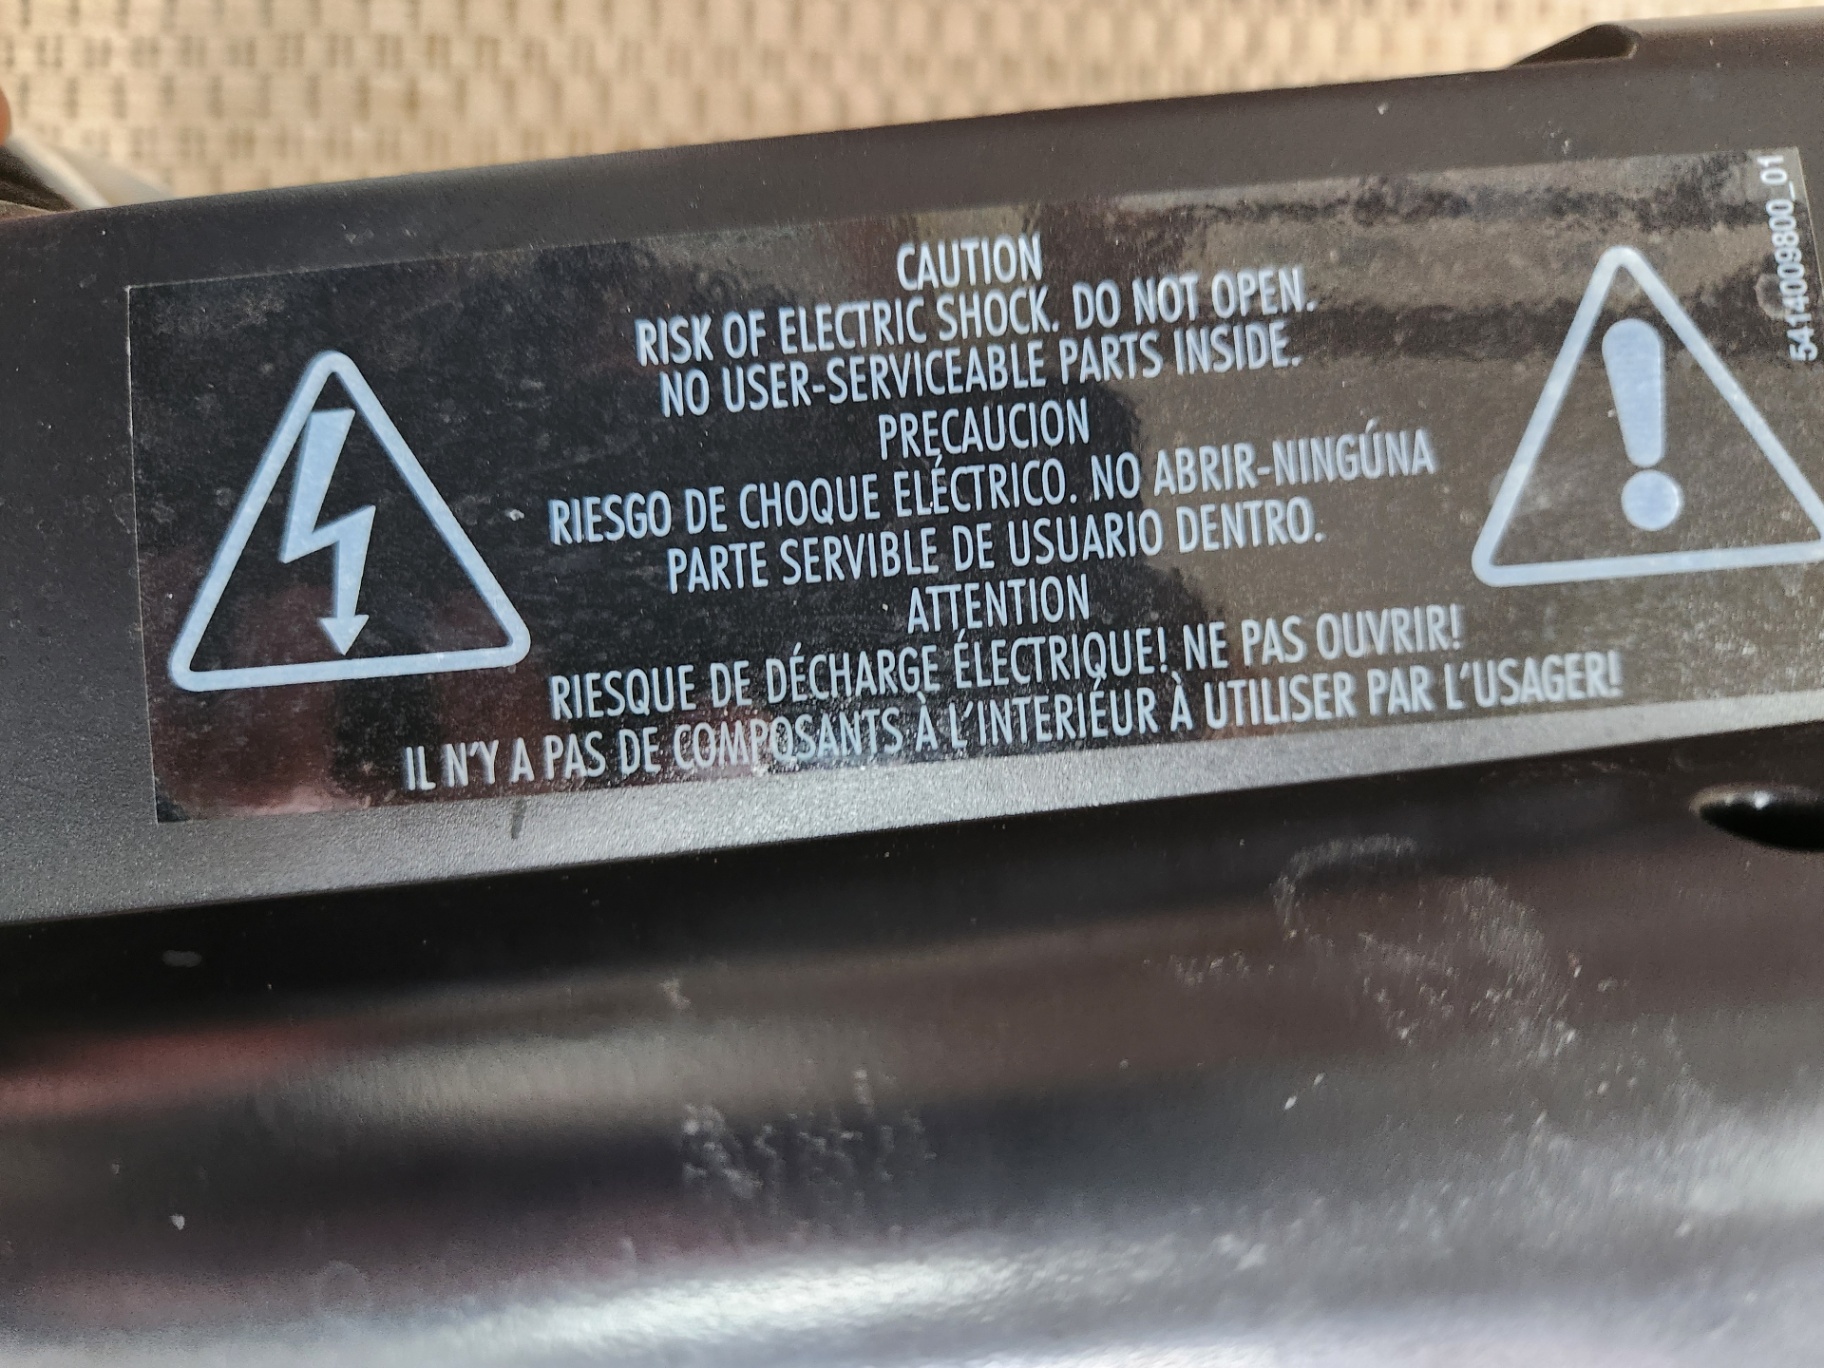 CAUTION
RISK OF ELECTRIC SHOCK. DO NOT OPEN.
NO USER-SERVICEABLE PARTS INSIDE.
PRECAUCION
RIESGO DE CHOQUE ELÉCTRICO. NO ABRIR-NINGÚNA
PARTE SERVIBLE DE USUARIO DENTRO.
ATTENTION
RIESQUE DE DÉCHARGE ÉLECTRIQUE! NE PAS OUVRIR!
IL N'Y A PAS DE COMPOSANTS À L'INTERIÉUR À UTILISER PAR L'USAGER!
5414009800_01